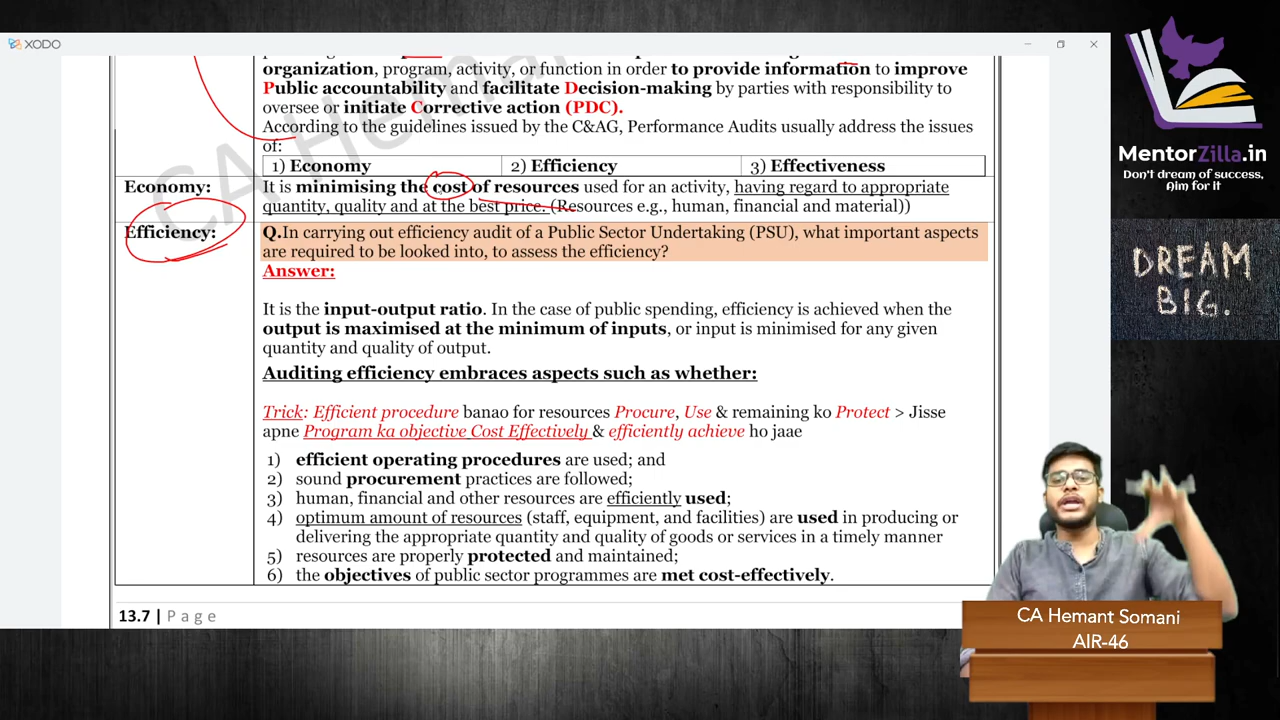 XODO
organization, program, activity, or function in order to provide information to improve
Public accountability and facilitate Decision-making by parties with responsibility to
oversee or initiate Corrective action (PDC).
According to the guidelines issued by the C&AG, Performance Audits usually address the issues
of:
1) Economy 2) Efficiency 3) Effectiveness
Economy: It is minimising the cost of resources used for an activity, having regard to appropriate
quantity, quality and at the best price. (Resources e.g., human, financial and material))
Efficiency: Q.In carrying out efficiency audit of a Public Sector Undertaking (PSU), what important aspects
are required to be looked into, to assess the efficiency?
Answer:
It is the input-output ratio. In the case of public spending, efficiency is achieved when the
output is maximised at the minimum of inputs, or input is minimised for any given
quantity and quality of output.
Auditing efficiency embraces aspects such as whether:
Trick: Efficient procedure banao for resources Procure, Use & remaining ko Protect > Jisse
apne Program ka objective Cost Effectively & efficiently achieve ho jaae
1) efficient operating procedures are used; and
2) sound procurement practices are followed;
3) human, financial and other resources are efficiently used;
4) optimum amount of resources (staff, equipment, and facilities) are used in producing or
delivering the appropriate quantity and quality of goods or services in a timely manner
5) resources are properly protected and maintained;
6) the objectives of public sector programmes are met cost-effectively.
13.7 | Page
CA Heman
MentorZilla.in
Don't dream of success,
Aim for it
DREAM
BIG.
CA Hemant Somani
AIR-46